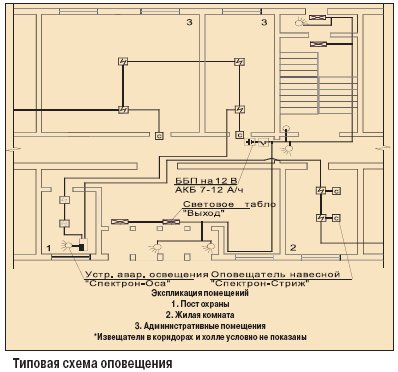 3
3
ББП на 12 В
АКБ 7-12 А/ч
Световое табло
"Выход"
1
2
Устр. авар. освещения Оповещатель навесной
"Спектрон-Оса" "Спектрон-Стриж"
Экспликация помещений
1. Пост охраны
2. Жилая комната
3. Административные помещения
*Извещатели в коридорах и холле условно не показаны
Типовая схема оповещения